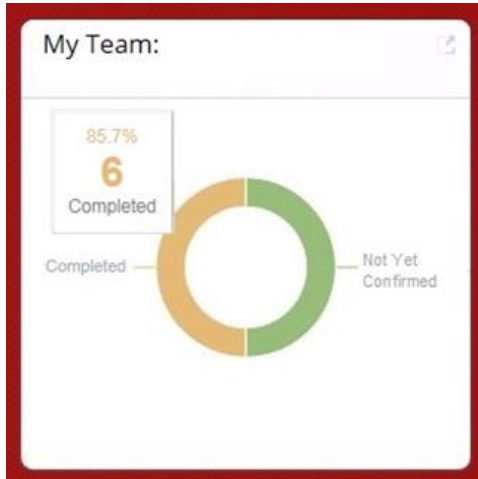 My Team:
85.7%
6
Completed
Completed
Not Yet
Confirmed